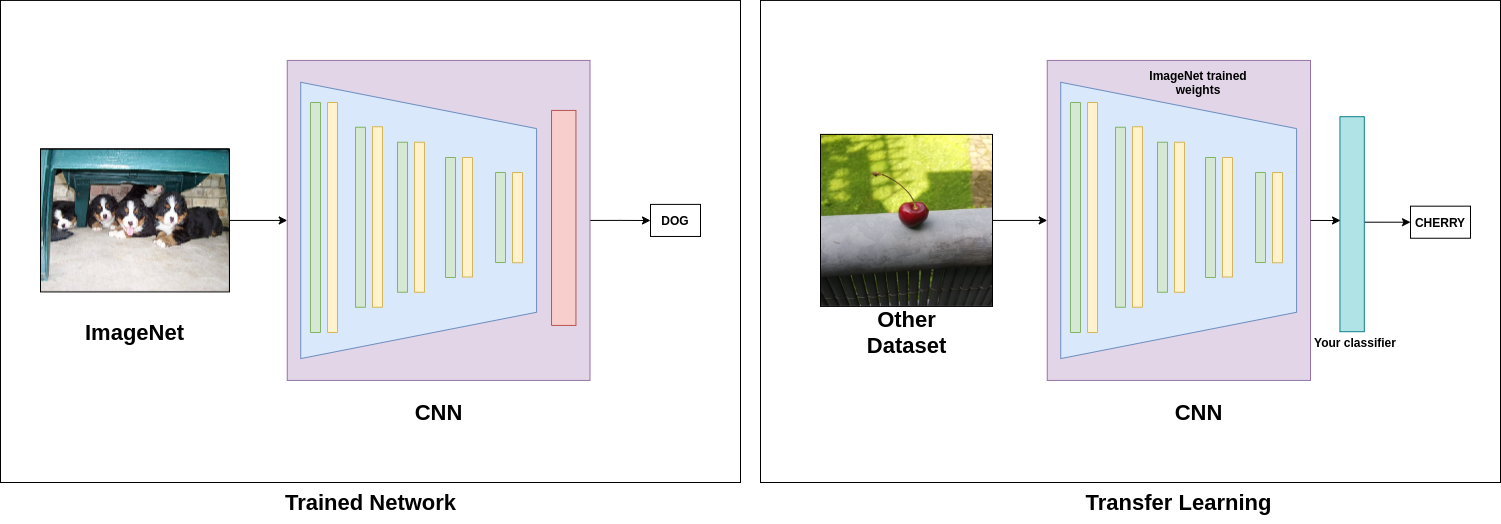 ImageNet
CNN
DOG
Trained Network
ImageNet trained
weights
Other
Dataset
CNN
Your classifier
CHERRY
Transfer Learning